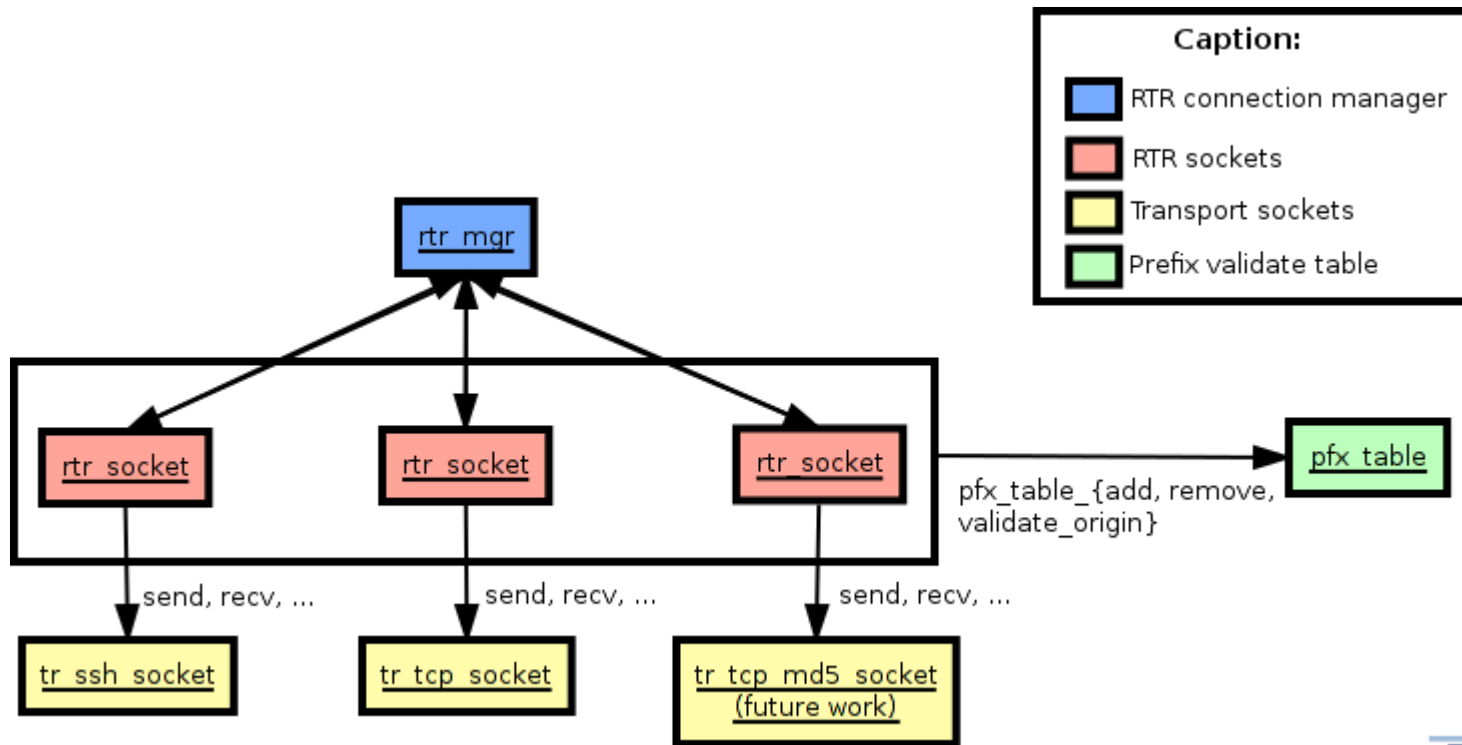 Caption:
RTR connection manager
RTR sockets
Transport sockets
Prefix validate table
rtr_mgr
rtr_socket
rtr_socket
rtr_socket
pfx_table
pfx_table_{add, remove,
validate_origin}
send, recv, ...
send, recv, ...
send, recv, ...
tr_ssh_socket
tr_tcp_socket
tr_tcp_md5_socket
(future work)